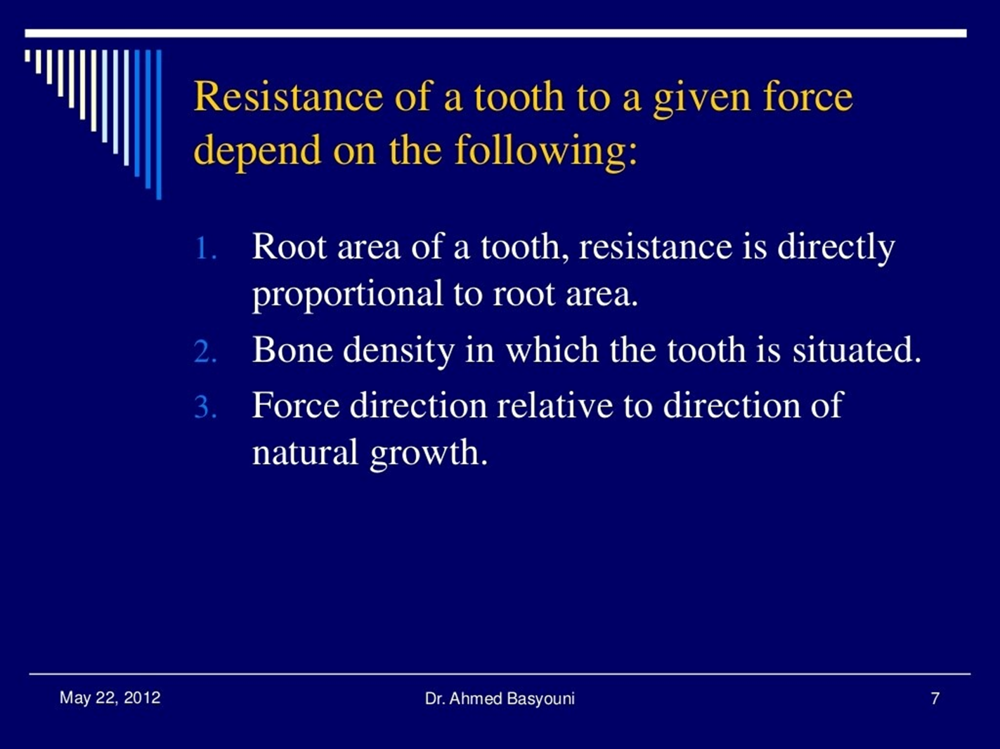 Resistance of a tooth to a given force
depend on the following:
1. Root area of a tooth, resistance is directly
proportional to root area.
2. Bone density in which the tooth is situated.
3. Force direction relative to direction of
natural growth.
May 22, 2012 Dr. Ahmed Basyouni 7